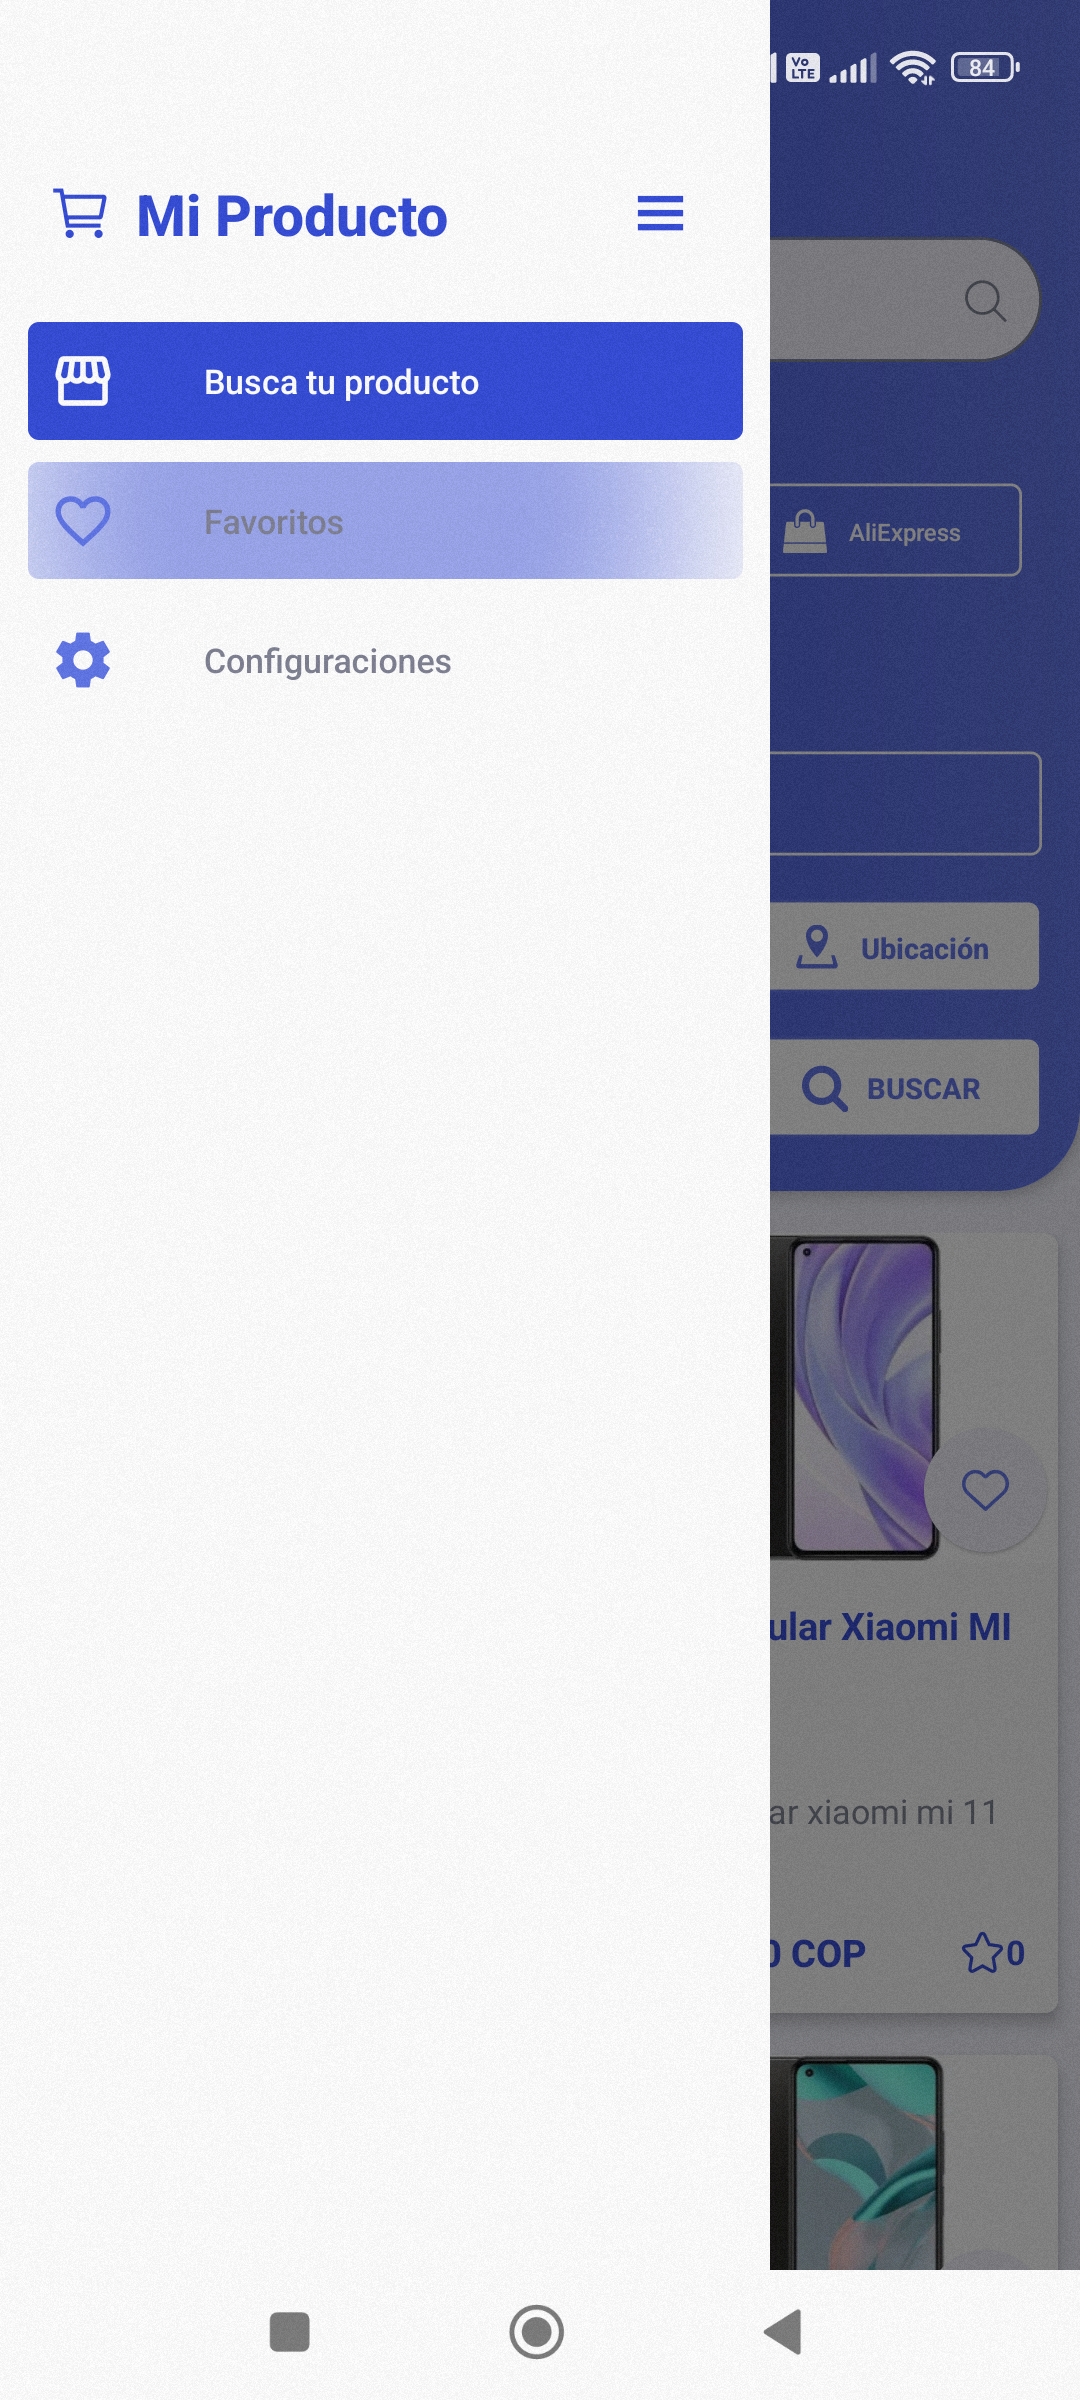 Vo LTE 84
Mi Producto
Busca tu producto
Favoritos
AliExpress
Configuraciones
Ubicación
BUSCAR
ular Xiaomi MI
ar xiaomi mi 11
0 COP
0